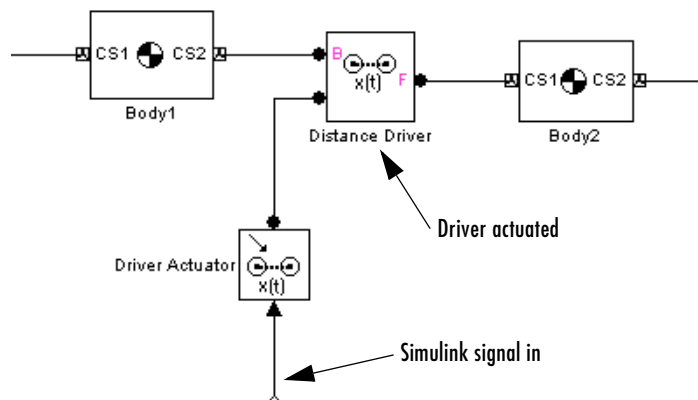 CS1 CS2
Body1
B
x(t)
F
Distance Driver
CS1 CS2
Body2
Driver actuated
Driver Actuator
x(t)
Simulink signal in